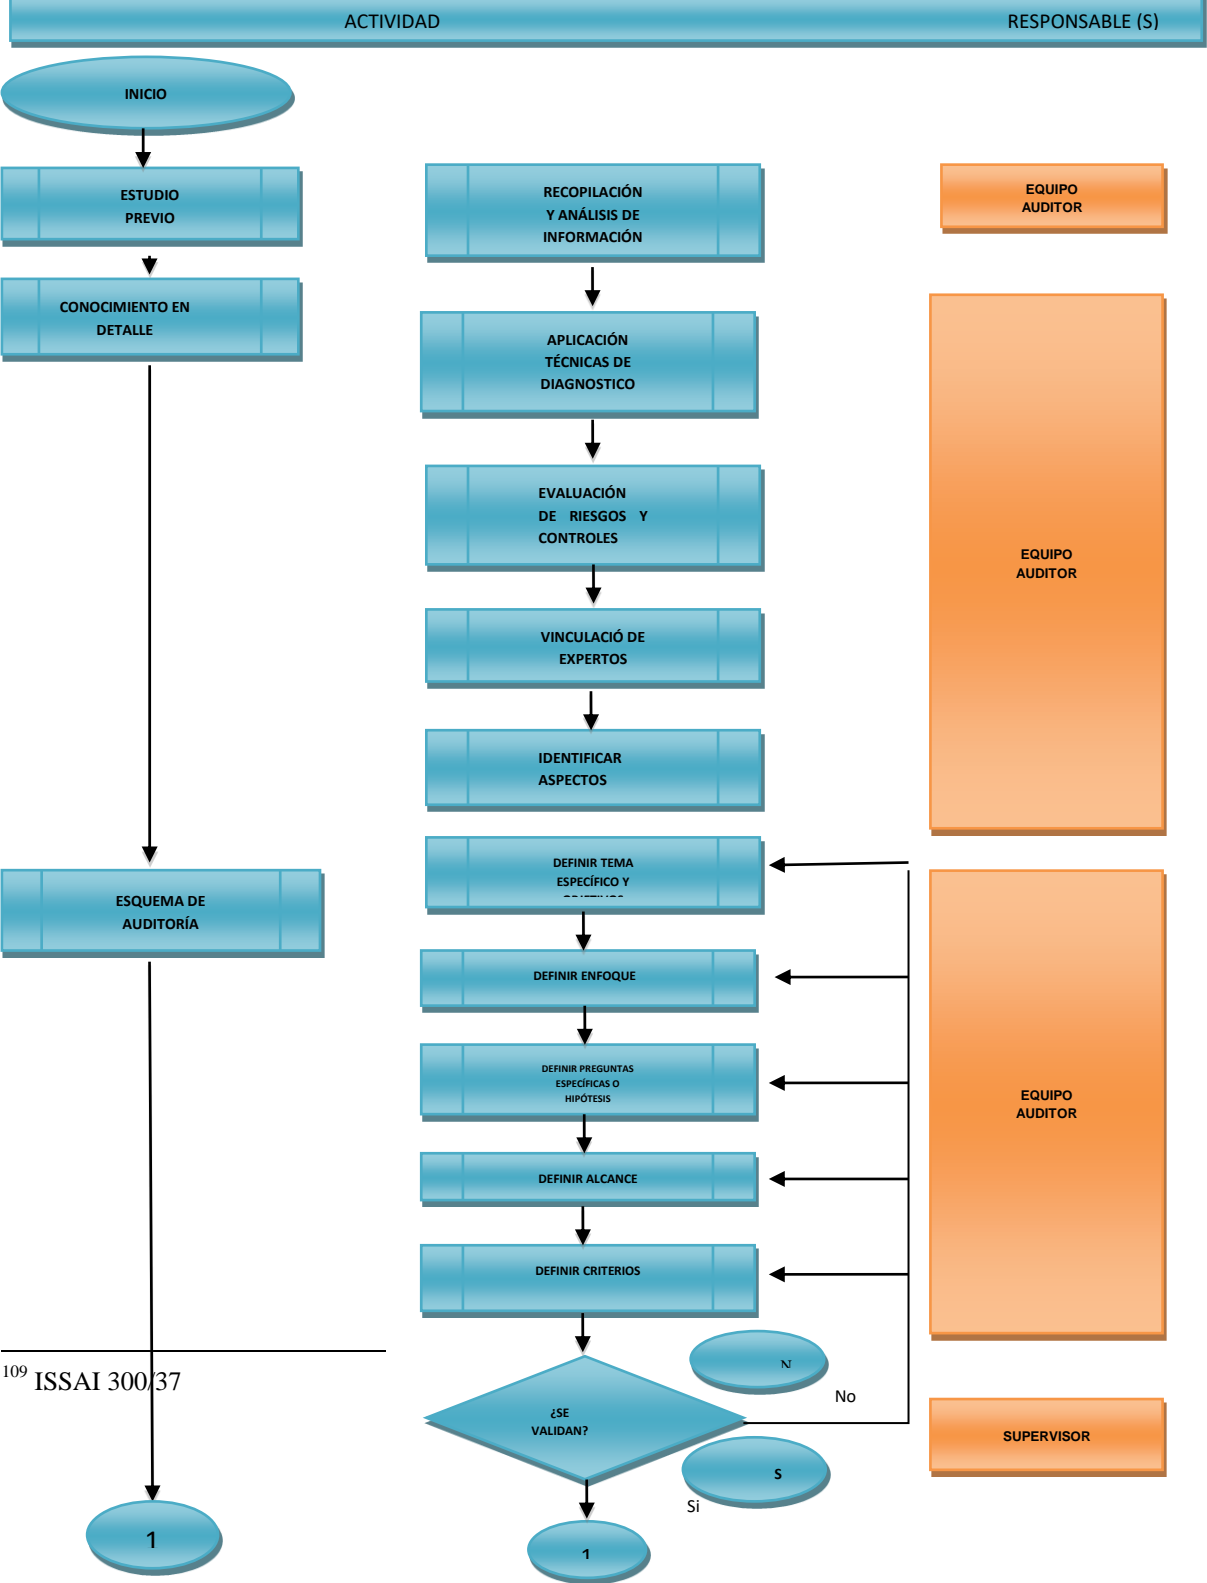 ACTIVIDAD
RESPONSABLE (S)
INICIO
ESTUDIO
PREVIO
RECOPILACIÓN
Y ANÁLISIS DE
INFORMACIÓN
EQUIPO
AUDITOR
CONOCIMIENTO EN
DETALLE
APLICACIÓN
TÉCNICAS DE
DIAGNOSTICO
EVALUACIÓN
DE RIESGOS Y
CONTROLES
EQUIPO
AUDITOR
VINCULACIÓ DE
EXPERTOS
IDENTIFICAR
ASPECTOS
ESQUEMA DE
AUDITORÍA
DEFINIR TEMA
ESPECÍFICO Y
DEFINIR ENFOQUE
DEFINIR PREGUNTAS
ESPECÍFICAS O
HIPÓTESIS
EQUIPO
AUDITOR
DEFINIR ALCANCE
DEFINIR CRITERIOS
109 ISSAI 300/37
N
No
¿SE
VALIDAN?
SUPERVISOR
S
Si
1
1